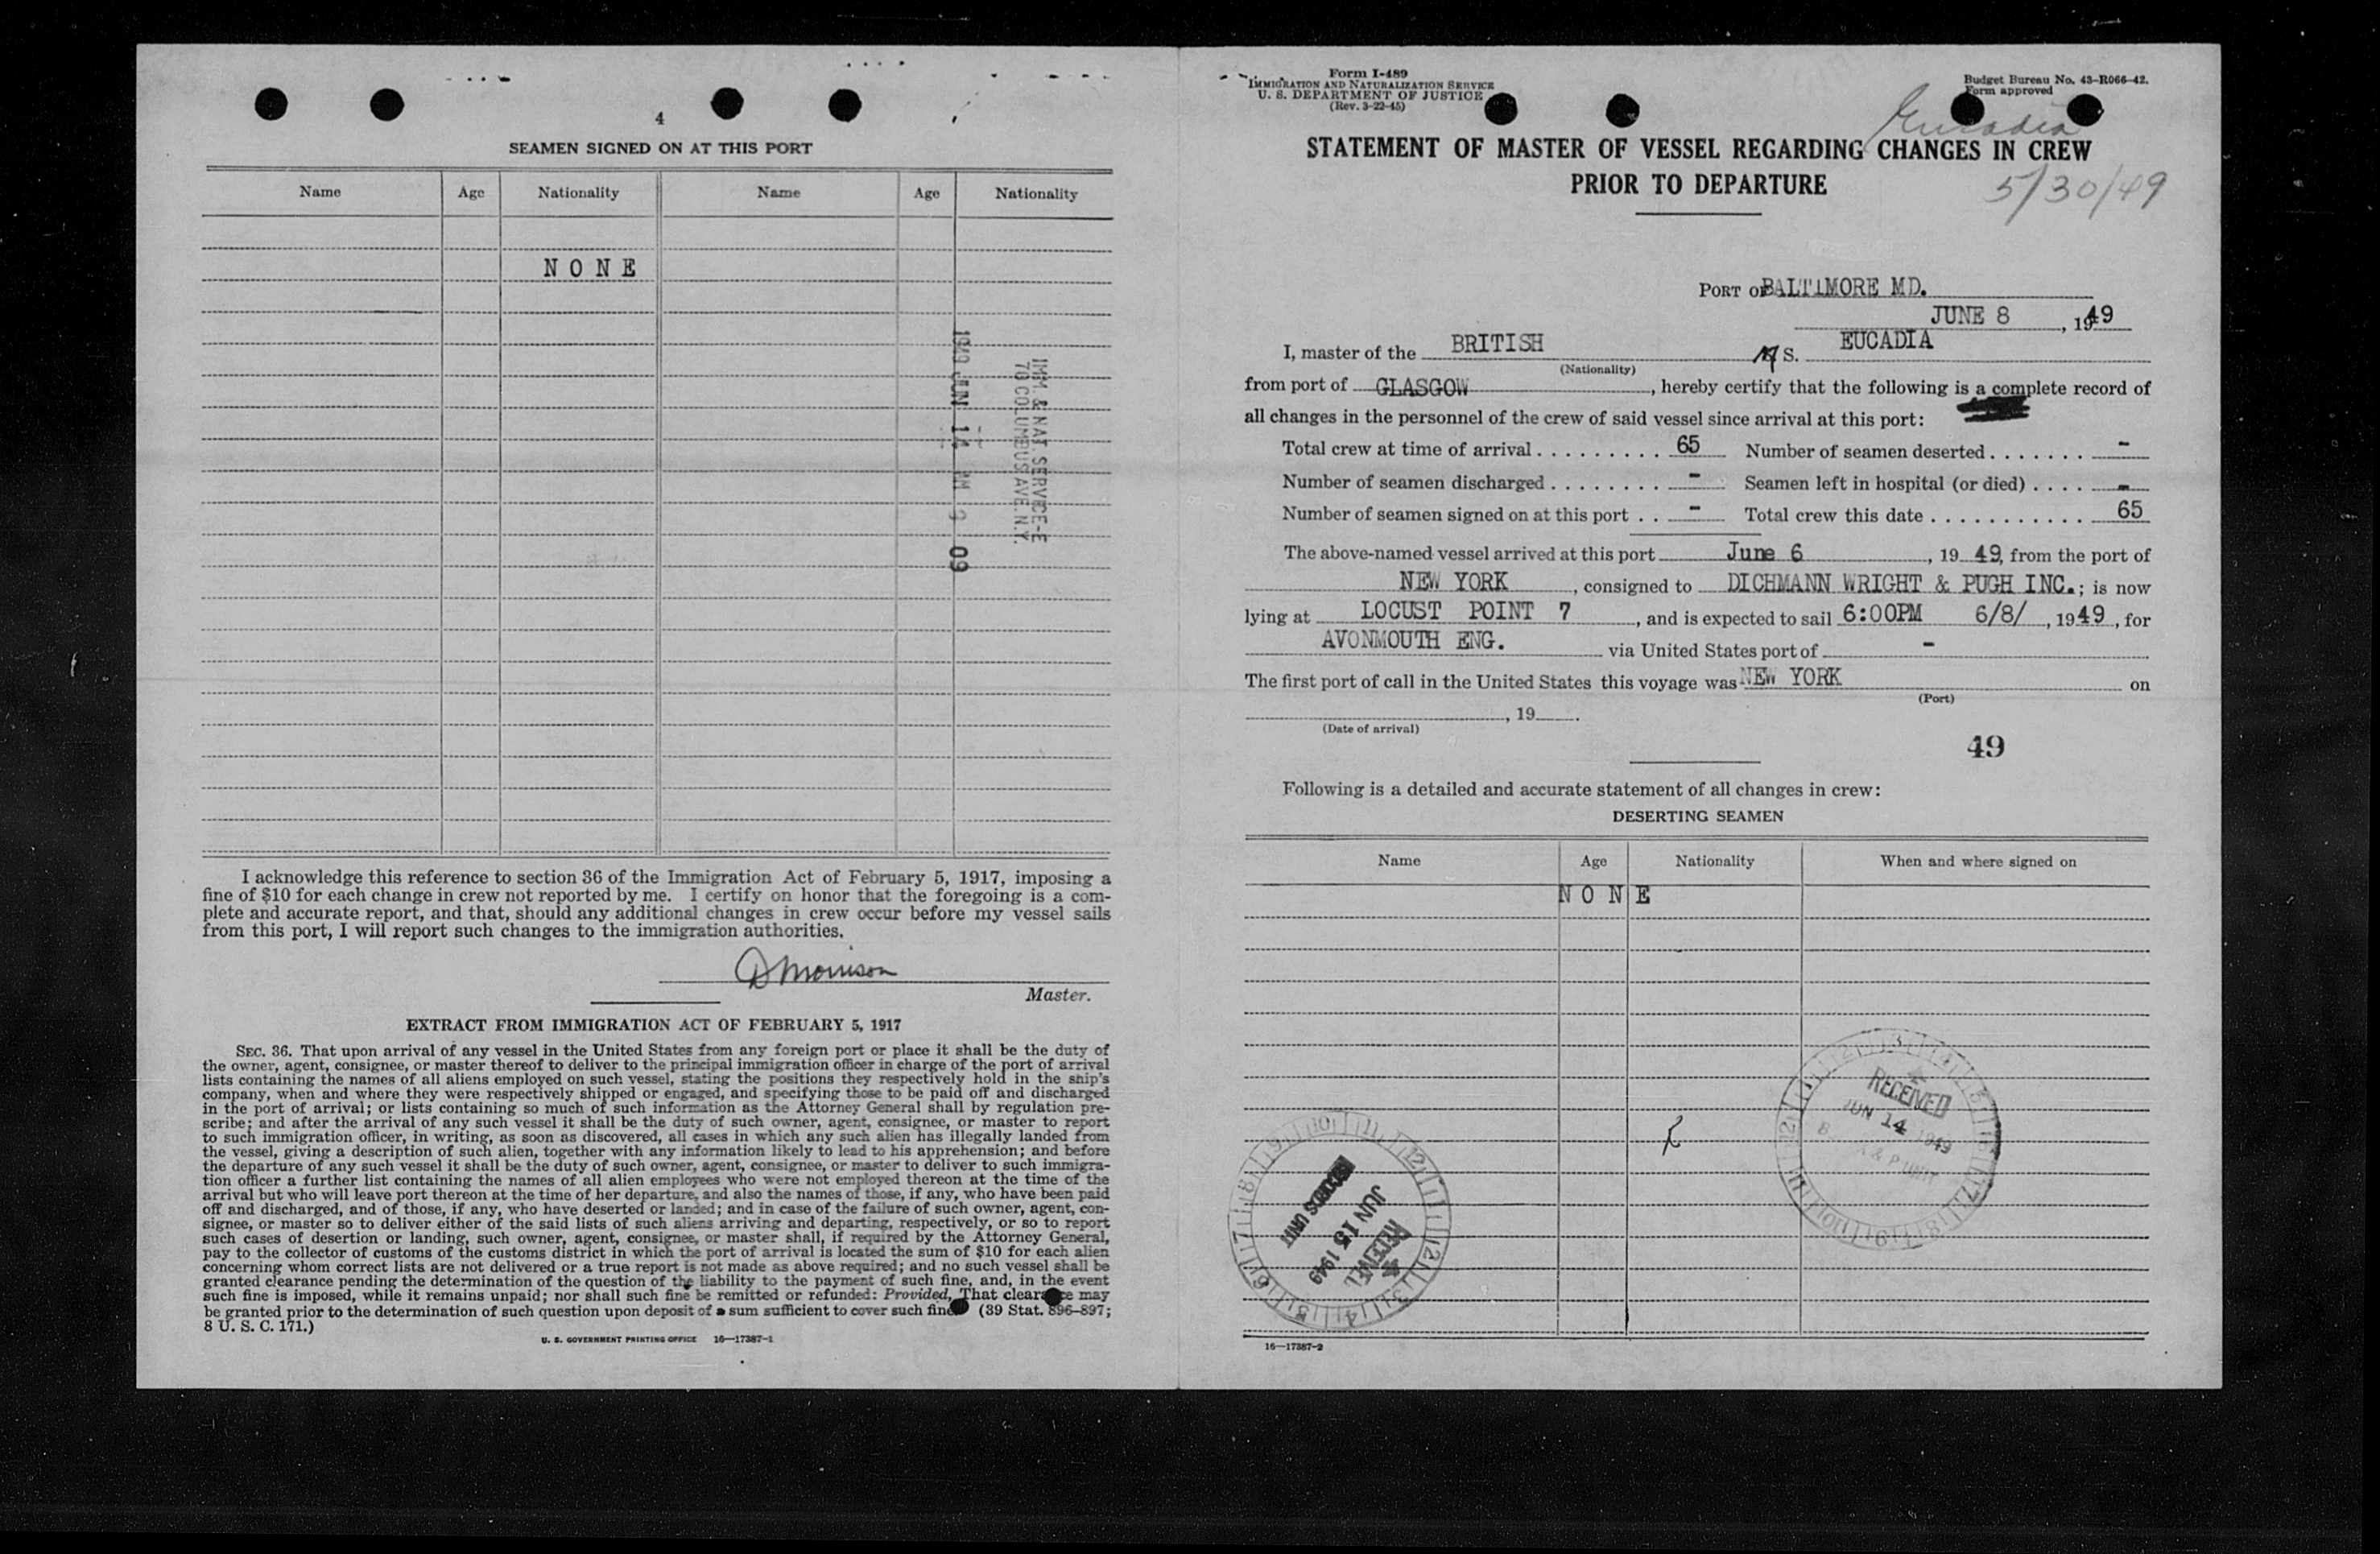 4
SEAMEN SIGNED ON AT THIS PORT
Name Age Nationality Name Age Nationality
NONE
1949 JUN 14 AM 9 09
IMM. & NAT. SERVICE-E
70 COLUMBUS AVE. N.Y.
I acknowledge this reference to section 36 of the Immigration Act of February 5, 1917, imposing a
fine of $10 for each change in crew not reported by me. I certify on honor that the foregoing is a com-
plete and accurate report, and that, should any additional changes in crew occur before my vessel sails
from this port, I will report such changes to the immigration authorities.
D Morrison
Master.
EXTRACT FROM IMMIGRATION ACT OF FEBRUARY 5, 1917
SEC. 36. That upon arrival of any vessel in the United States from any foreign port or place it shall be the duty of
the owner, agent, consignee, or master thereof to deliver to the principal immigration officer in charge of the port of arrival
lists containing the names of all aliens employed on such vessel, stating the positions they respectively hold in the ship's
company, when and where they were respectively shipped or engaged, and specifying those to be paid off and discharged
in the port of arrival; or lists containing so much of such information as the Attorney General shall by regulation pre-
scribe; and after the arrival of any such vessel it shall be the duty of such owner, agent, consignee, or master to report
to such immigration officer, in writing, as soon as discovered, all cases in which any such alien has illegally landed from
the vessel, giving a description of such alien, together with any information likely to lead to his apprehension; and before
the departure of any such vessel it shall be the duty of such owner, agent, consignee, or master to deliver to such immigra-
tion officer a further list containing the names of all alien employees who were not employed thereon at the time of the
arrival but who will leave port thereon at the time of her departure, and also the names of those, if any, who have been paid
off and discharged, and of those, if any, who have deserted or landed; and in case of the failure of such owner, agent, con-
signee, or master so to deliver either of the said lists of such aliens arriving and departing, respectively, or so to report
such cases of desertion or landing, such owner, agent, consignee, or master shall, if required by the Attorney General,
pay to the collector of customs of the customs district in which the port of arrival is located the sum of $10 for each alien
concerning whom correct lists are not delivered or a true report is not made as above required; and no such vessel shall be
granted clearance pending the determination of the question of the liability to the payment of such fine, and, in the event
such fine is imposed, while it remains unpaid; nor shall such fine be remitted or refunded: Provided, That clearance may
be granted prior to the determination of such question upon deposit of a sum sufficient to cover such fine (39 Stat. 896-897;
8 U. S. C. 171.)
U. S. GOVERNMENT PRINTING OFFICE 16—17387-1
Form I-489
IMMIGRATION AND NATURALIZATION SERVICE
U. S. DEPARTMENT OF JUSTICE
(Rev. 3-22-45)
Budget Bureau No. 43-R066-42.
Form approved
Eucadia
STATEMENT OF MASTER OF VESSEL REGARDING CHANGES IN CREW
PRIOR TO DEPARTURE
5/30/49
PORT OF BALTIMORE MD.
JUNE 8, 1949
I, master of the BRITISH M S. EUCADIA
(Nationality)
from port of GLASGOW, hereby certify that the following is a complete record of
all changes in the personnel of the crew of said vessel since arrival at this port:
Total crew at time of arrival . . . . . . . . . 65 Number of seamen deserted . . . . . . . -
Number of seamen discharged . . . . . . . . - Seamen left in hospital (or died) . . . . -
Number of seamen signed on at this port . . - Total crew this date . . . . . . . . . . . 65
The above-named vessel arrived at this port June 6, 1949, from the port of
NEW YORK, consigned to DICHMANN WRIGHT & PUGH INC.; is now
lying at LOCUST POINT 7, and is expected to sail 6:00PM 6/8/, 1949, for
AVONMOUTH ENG. via United States port of -
The first port of call in the United States this voyage was NEW YORK on
(Port)
, 19 .
(Date of arrival)
49
Following is a detailed and accurate statement of all changes in crew:
DESERTING SEAMEN
Name Age Nationality When and where signed on
NONE
RECEIVED
JUN 14 1949
& P UNIT
RECEIVED
JUN 15 1949
UNIT
16—17387-2